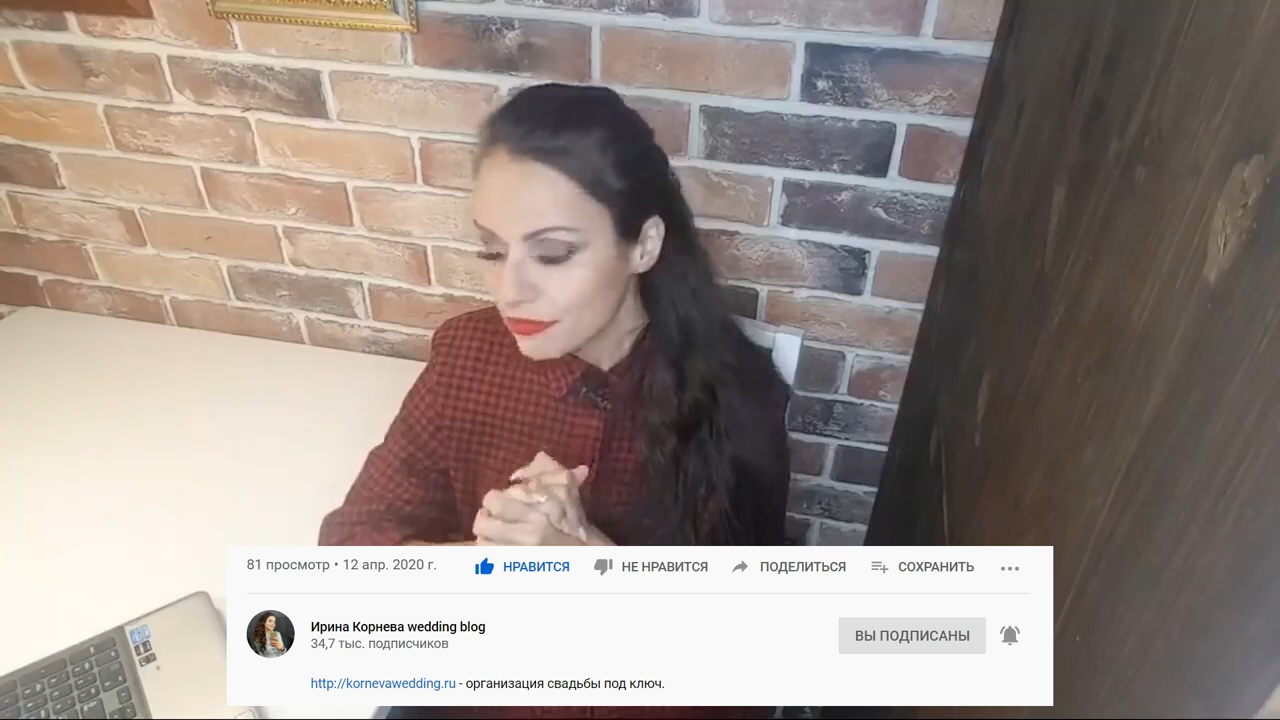 81 просмотр • 12 апр. 2020 г. НРАВИТСЯ НЕ НРАВИТСЯ ПОДЕЛИТЬСЯ СОХРАНИТЬ
Ирина Корнева wedding blog
34,7 тыс. подписчиков
ВЫ ПОДПИСАНЫ
http://kornevawedding.ru - организация свадьбы под ключ.